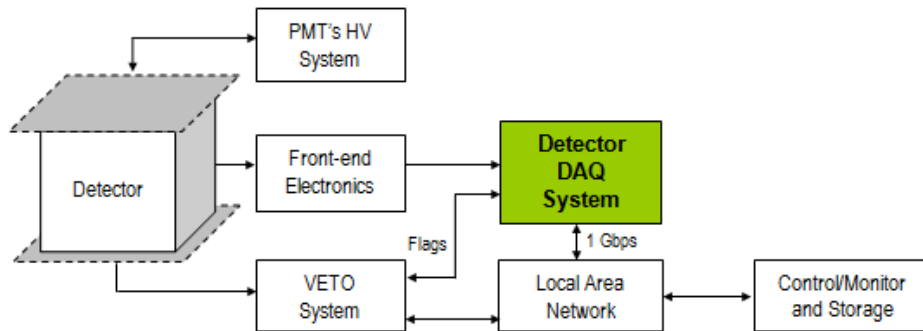 PMT's HV
System
Detector
Front-end
Electronics
Detector
DAQ
System
Flags
1 Gbps
VETO
System
Local Area
Network
Control/Monitor
and Storage